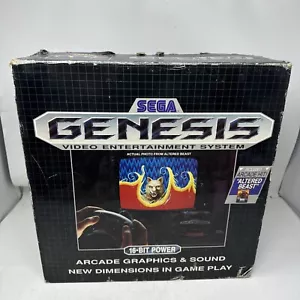 SEGA
GENESIS
VIDEO ENTERTAINMENT SYSTEM
ACTUAL PHOTO FROM ALTERED BEAST
"ALTERED
BEAST"
16-BIT POWER
ARCADE GRAPHICS & SOUND
NEW DIMENSIONS IN GAME PLAY